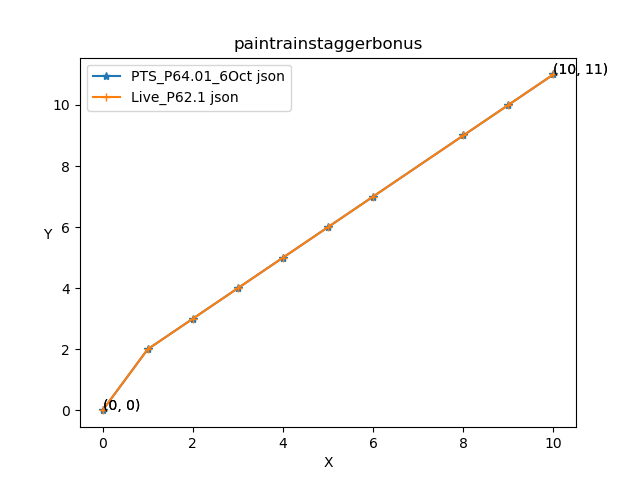 paintrainstaggerbonus
PTS_P64.01_6Oct json
Live_P62.1 json
(10, 11)
10
8
6
Y
4
2
0
(0, 0)
0 2 4 6 8 10
X